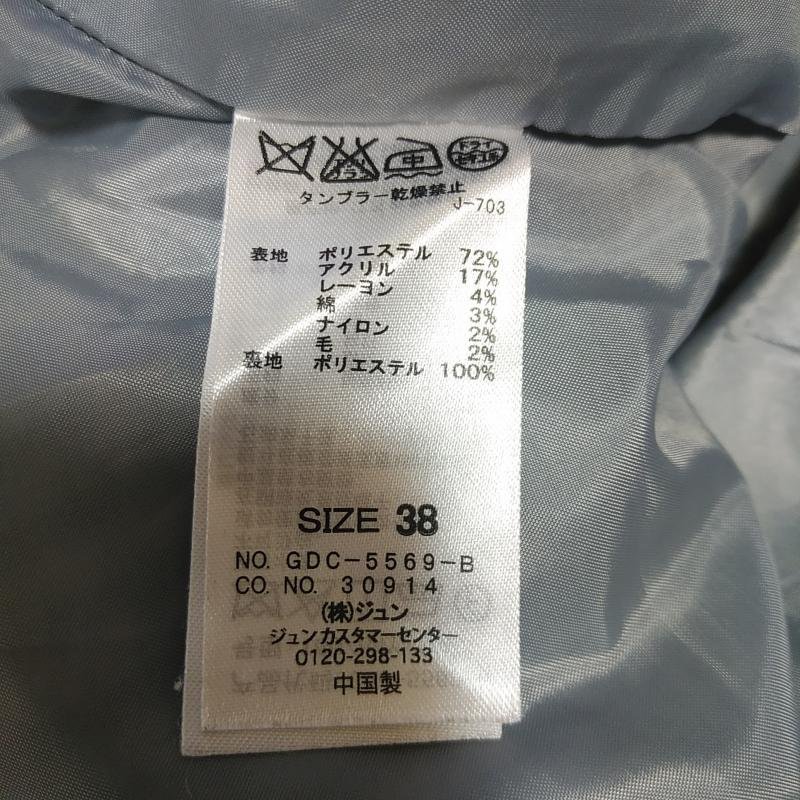 中
ドライ
セキユ系
タンブラー乾燥禁止
J-703
表地 ポリエステル 72%
アクリル 17%
レーヨン 4%
綿 3%
ナイロン 2%
毛 2%
裏地 ポリエステル 100%
SIZE 38
NO. GDC-5569-B
CO. NO. 30914
(株)ジュン
ジュンカスタマーセンター
0120-298-133
中国製